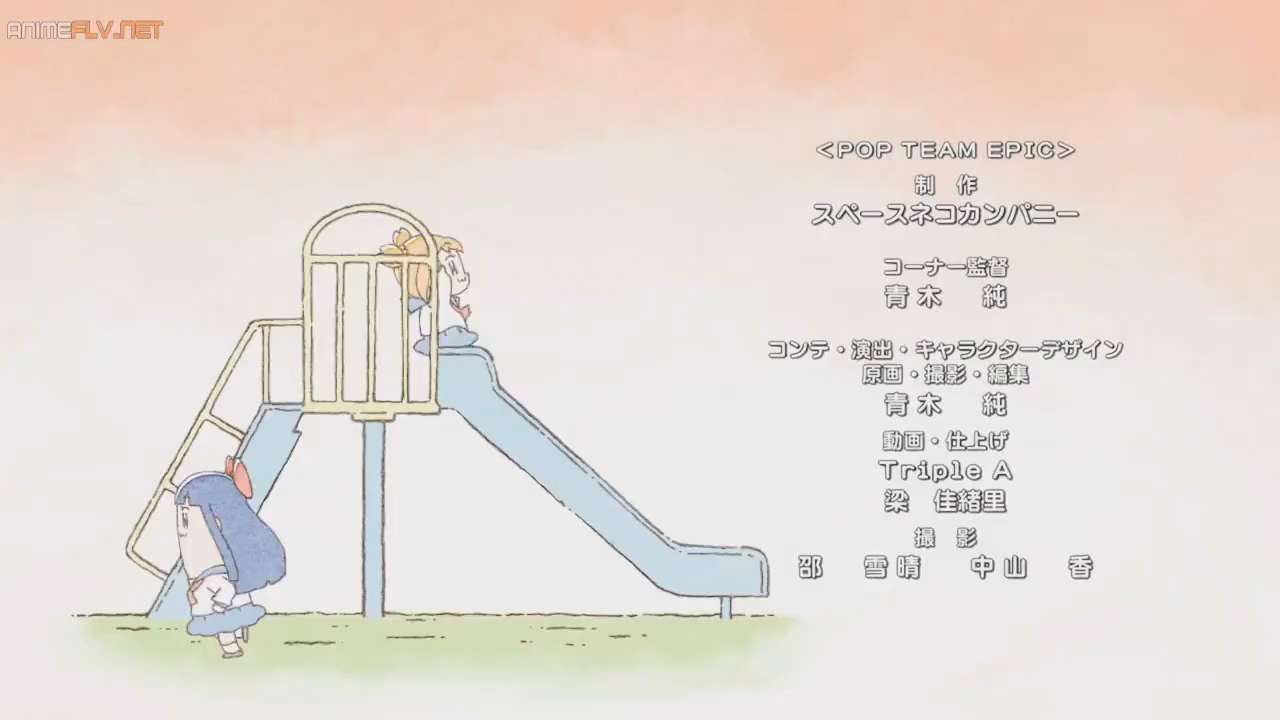 ANIMEFLV.NET
<POP TEAM EPIC>
制　作
スペースネコカンパニー
コーナー監督
青木　純
コンテ・演出・キャラクターデザイン
原画・撮影・編集
青木　純
動画・仕上げ
Triple A
梁　佳緒里
撮　影
邵　雪晴　中山　香